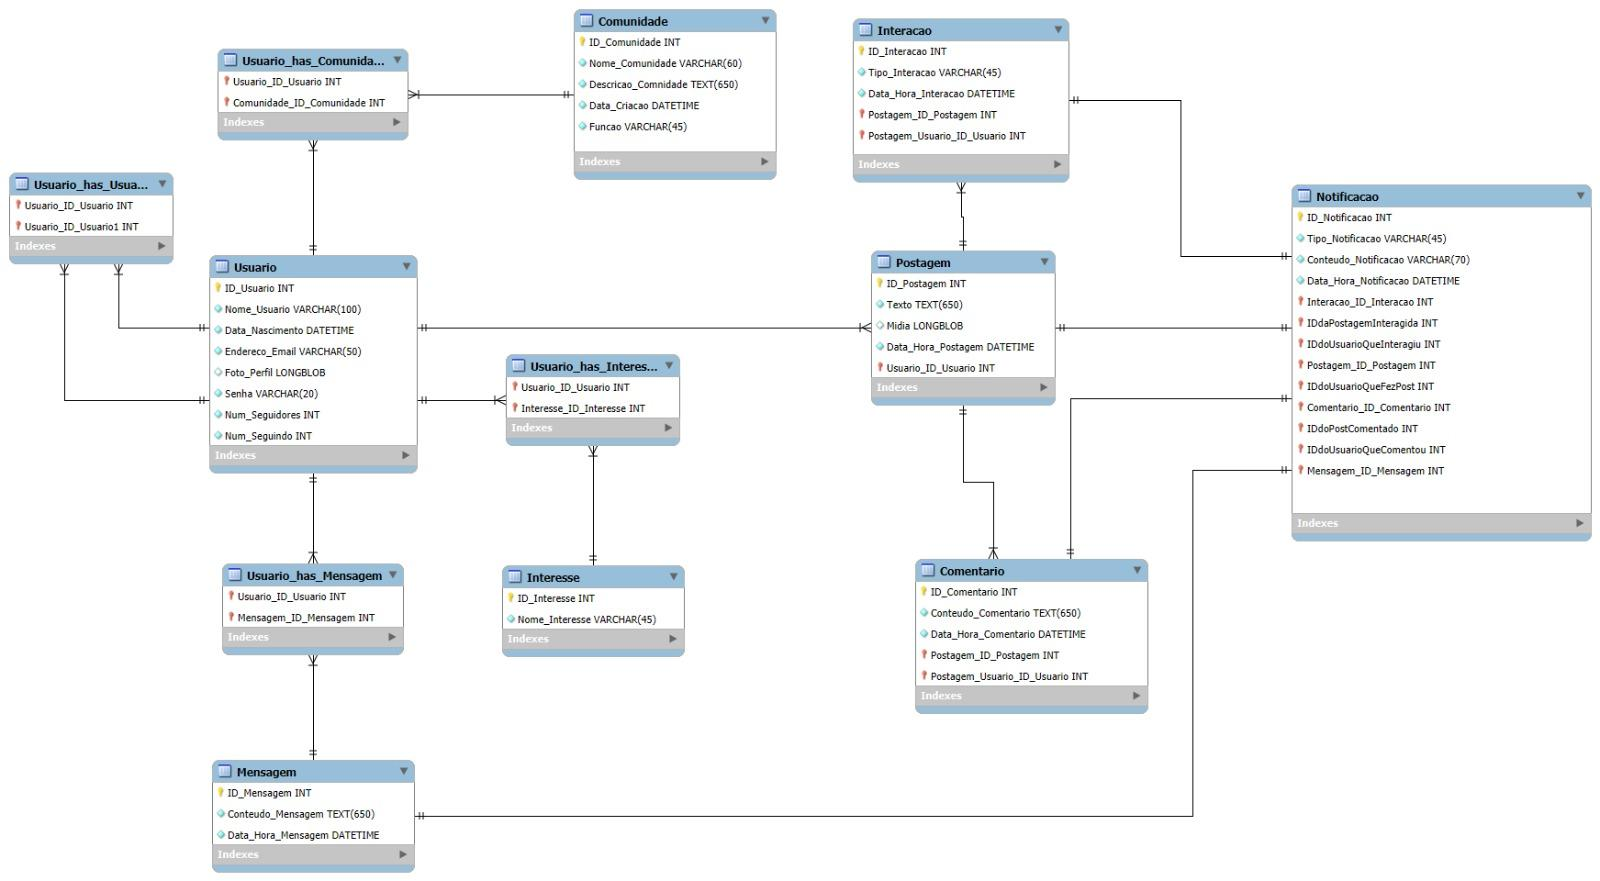 Comunidade
ID_Comunidade INT
Nome_Comunidade VARCHAR(60)
Descricao_Comnidade TEXT(650)
Data_Criacao DATETIME
Funcao VARCHAR(45)
Indexes
Interacao
ID_Interacao INT
Tipo_Interacao VARCHAR(45)
Data_Hora_Interacao DATETIME
Postagem_ID_Postagem INT
Postagem_Usuario_ID_Usuario INT
Indexes
Usuario_has_Comunida...
Usuario_ID_Usuario INT
Comunidade_ID_Comunidade INT
Indexes
Usuario_has_Usua...
Usuario_ID_Usuario INT
Usuario_ID_Usuario1 INT
Indexes
Notificacao
ID_Notificacao INT
Tipo_Notificacao VARCHAR(45)
Conteudo_Notificacao VARCHAR(70)
Data_Hora_Notificacao DATETIME
Interacao_ID_Interacao INT
IDdaPostagemInteragida INT
IDdoUsuarioQueInteragiu INT
Postagem_ID_Postagem INT
IDdoUsuarioQueFezPost INT
Comentario_ID_Comentario INT
IDdoPostComentado INT
IDdoUsuarioQueComentou INT
Mensagem_ID_Mensagem INT
Indexes
Usuario
ID_Usuario INT
Nome_Usuario VARCHAR(100)
Data_Nascimento DATETIME
Endereco_Email VARCHAR(50)
Foto_Perfil LONGBLOB
Senha VARCHAR(20)
Num_Seguidores INT
Num_Seguindo INT
Indexes
Postagem
ID_Postagem INT
Texto TEXT(650)
Midia LONGBLOB
Data_Hora_Postagem DATETIME
Usuario_ID_Usuario INT
Indexes
Usuario_has_Interes...
Usuario_ID_Usuario INT
Interesse_ID_Interesse INT
Indexes
Usuario_has_Mensagem
Usuario_ID_Usuario INT
Mensagem_ID_Mensagem INT
Indexes
Interesse
ID_Interesse INT
Nome_Interesse VARCHAR(45)
Indexes
Comentario
ID_Comentario INT
Conteudo_Comentario TEXT(650)
Data_Hora_Comentario DATETIME
Postagem_ID_Postagem INT
Postagem_Usuario_ID_Usuario INT
Indexes
Mensagem
ID_Mensagem INT
Conteudo_Mensagem TEXT(650)
Data_Hora_Mensagem DATETIME
Indexes